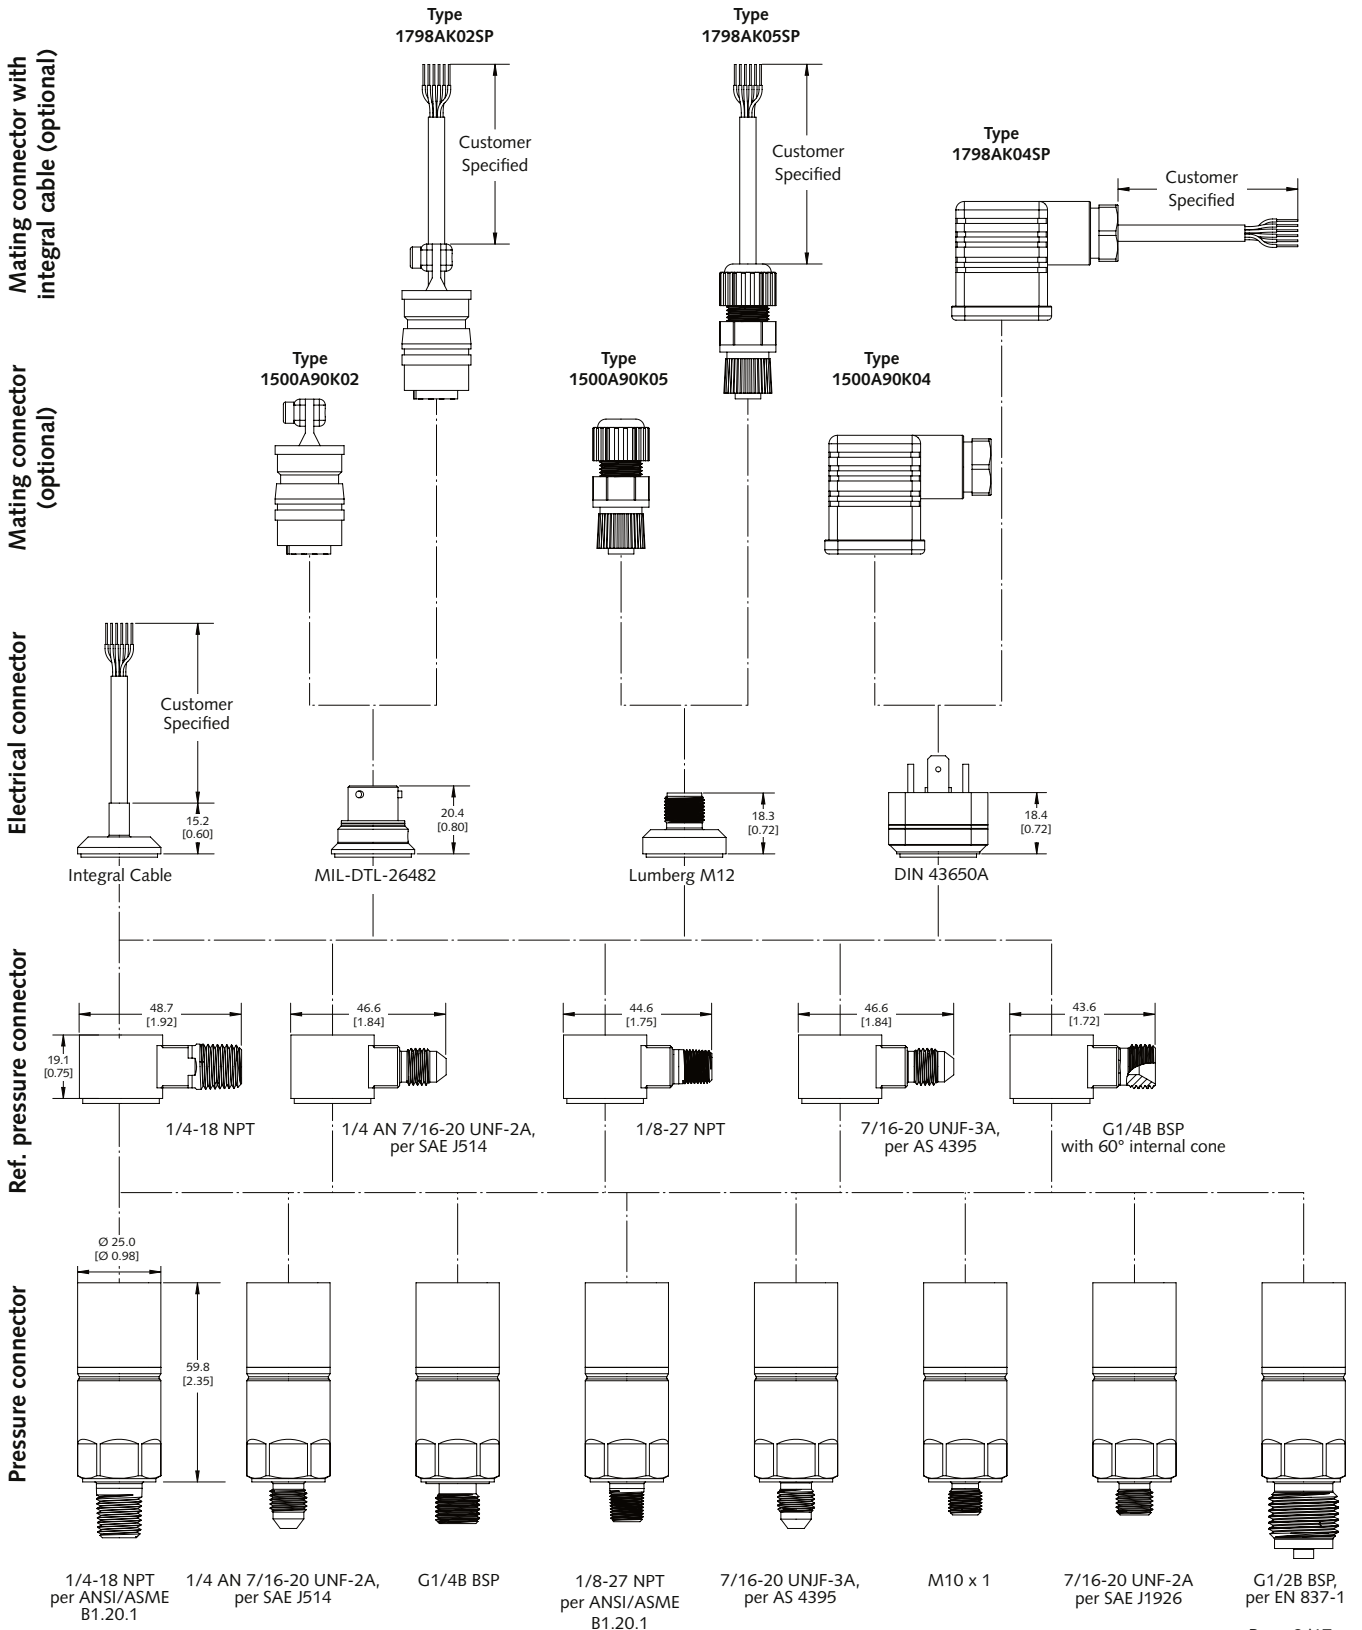 Type
1798AK02SP
Type
1798AK05SP
Mating connector with
integral cable (optional)
Customer
Specified
Customer
Specified
Type
1798AK04SP
Customer
Specified
Mating connector
(optional)
Type
1500A90K02
Type
1500A90K05
Type
1500A90K04
Electrical connector
Customer
Specified
15.2
[0.60]
20.4
[0.80]
18.3
[0.72]
18.4
[0.72]
Integral Cable
MIL-DTL-26482
Lumberg M12
DIN 43650A
Ref. pressure connector
48.7
[1.92]
46.6
[1.84]
44.6
[1.75]
46.6
[1.84]
43.6
[1.72]
19.1
[0.75]
1/4-18 NPT
1/4 AN 7/16-20 UNF-2A,
per SAE J514
1/8-27 NPT
7/16-20 UNJF-3A,
per AS 4395
G1/4B BSP
with 60° internal cone
Pressure connector
Ø 25.0
[Ø 0.98]
59.8
[2.35]
1/4-18 NPT
per ANSI/ASME
B1.20.1
1/4 AN 7/16-20 UNF-2A,
per SAE J514
G1/4B BSP
1/8-27 NPT
per ANSI/ASME
B1.20.1
7/16-20 UNJF-3A,
per AS 4395
M10 x 1
7/16-20 UNF-2A
per SAE J1926
G1/2B BSP,
per EN 837-1